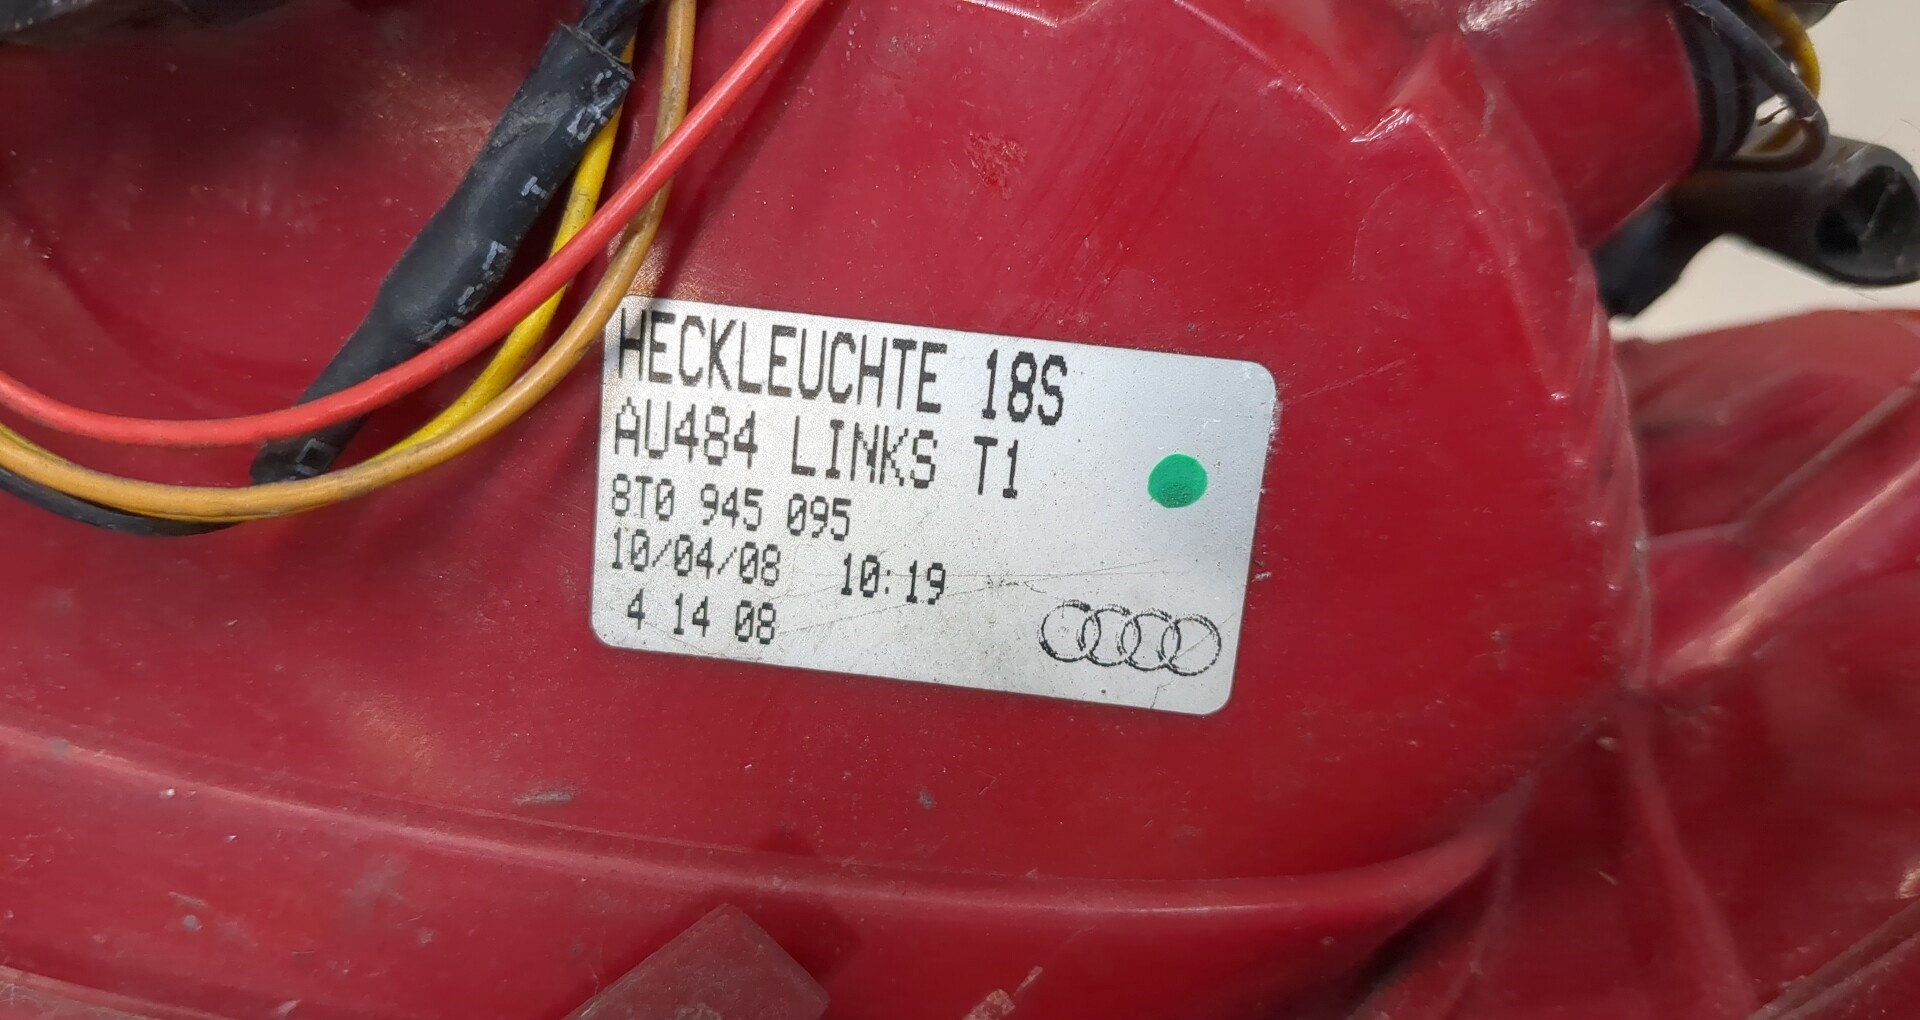 HECKLEUCHTE 18S
AU484 LINKS T1
8T0 945 095
10/04/08 10:19
4 14 08